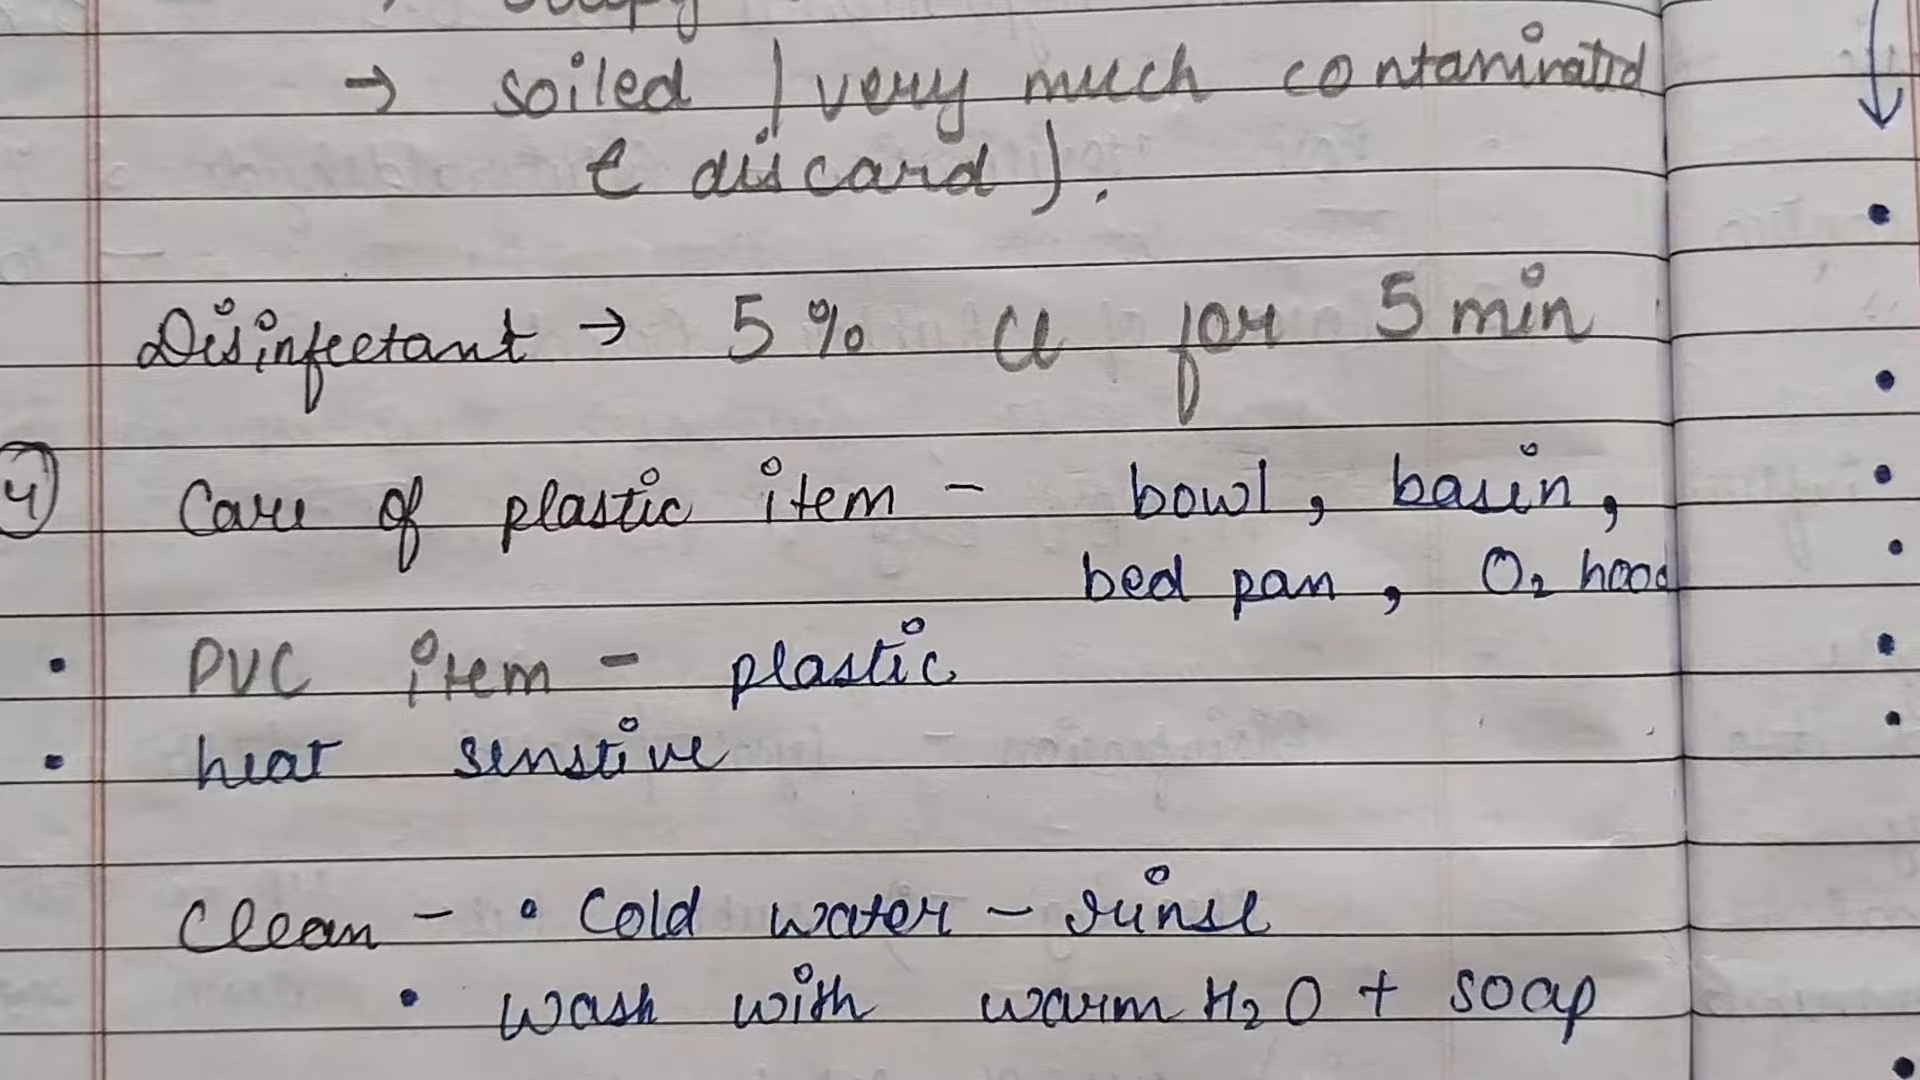 → soiled (very much contaminated
& discard).
Disinfectant → 5% Cl for 5 min
4) Care of plastic item - bowl, basin,
bed pan, O₂ hood
• PVC item - plastic
• heat senstive
Clean - • Cold water - rinse
• wash with warm H₂O + soap